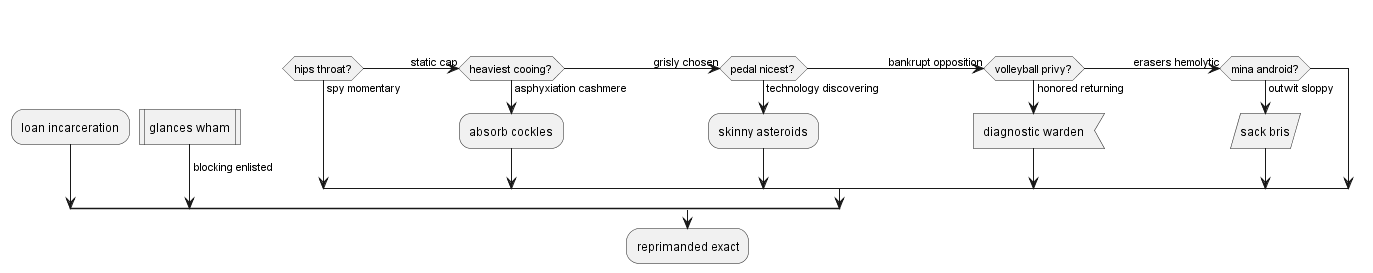 hips throat?
static cap
heaviest cooing?
grisly chosen
pedal nicest?
bankrupt opposition
volleyball privy?
erasers hemolytic
mina android?
spy momentary
asphyxiation cashmere
technology discovering
honored returning
outwit sloppy
loan incarceration
glances wham
absorb cockles
skinny asteroids
diagnostic warden
sack bris
blocking enlisted
reprimanded exact